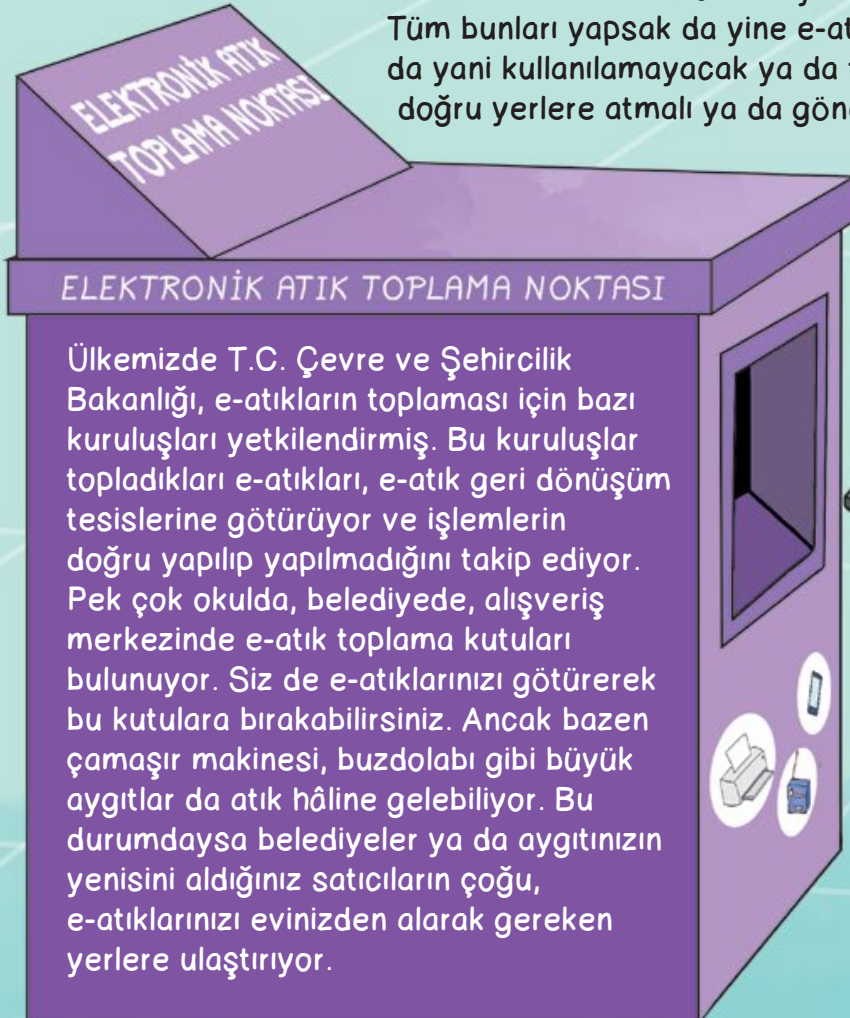 Tüm bunları yapsak da yine
da yani kullanılamayacak ya da
doğru yerlere atmalı ya da
ELEKTRONİK ATIK
TOPLAMA NOKTASI
ELEKTRONİK ATIK TOPLAMA NOKTASI
Ülkemizde T.C. Çevre ve Şehircilik
Bakanlığı, e-atıkların toplaması için bazı
kuruluşları yetkilendirmiş. Bu kuruluşlar
topladıkları e-atıkları, e-atık geri dönüşüm
tesislerine götürüyor ve işlemlerin
doğru yapılıp yapılmadığını takip ediyor.
Pek çok okulda, belediyede, alışveriş
merkezinde e-atık toplama kutuları
bulunuyor. Siz de e-atıklarınızı götürerek
bu kutulara bırakabilirsiniz. Ancak bazen
çamaşır makinesi, buzdolabı gibi büyük
aygıtlar da atık hâline gelebiliyor. Bu
durumdaysa belediyeler ya da aygıtınızın
yenisini aldığınız satıcıların çoğu,
e-atıklarınızı evinizden alarak gereken
yerlere ulaştırıyor.